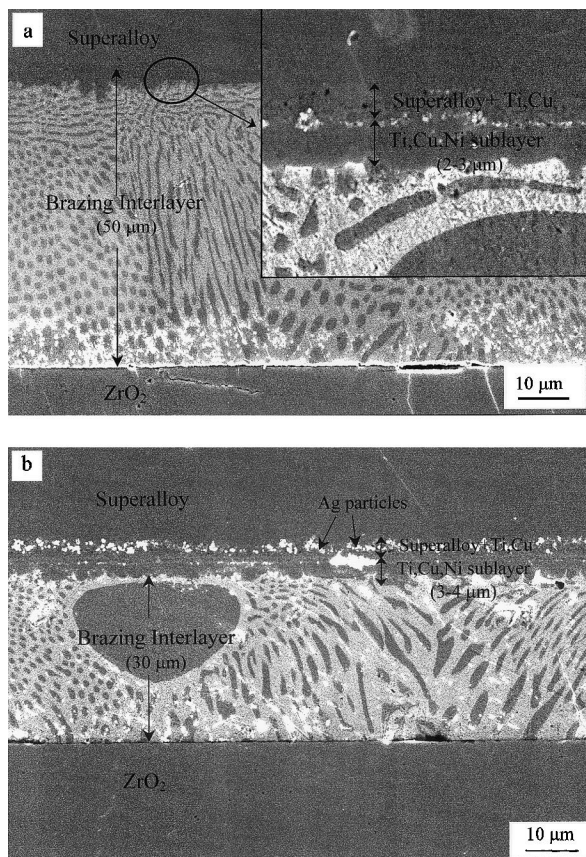 a
Superalloy
Superalloy+ Ti,Cu
Ti,Cu,Ni sublayer
(2-3 μm)
Brazing Interlayer
(50 μm)
ZrO2
10 μm
b
Superalloy
Ag particles
Superalloy+Ti,Cu
Ti,Cu,Ni sublayer
(3-4 μm)
Brazing Interlayer
(30 μm)
ZrO2
10 μm